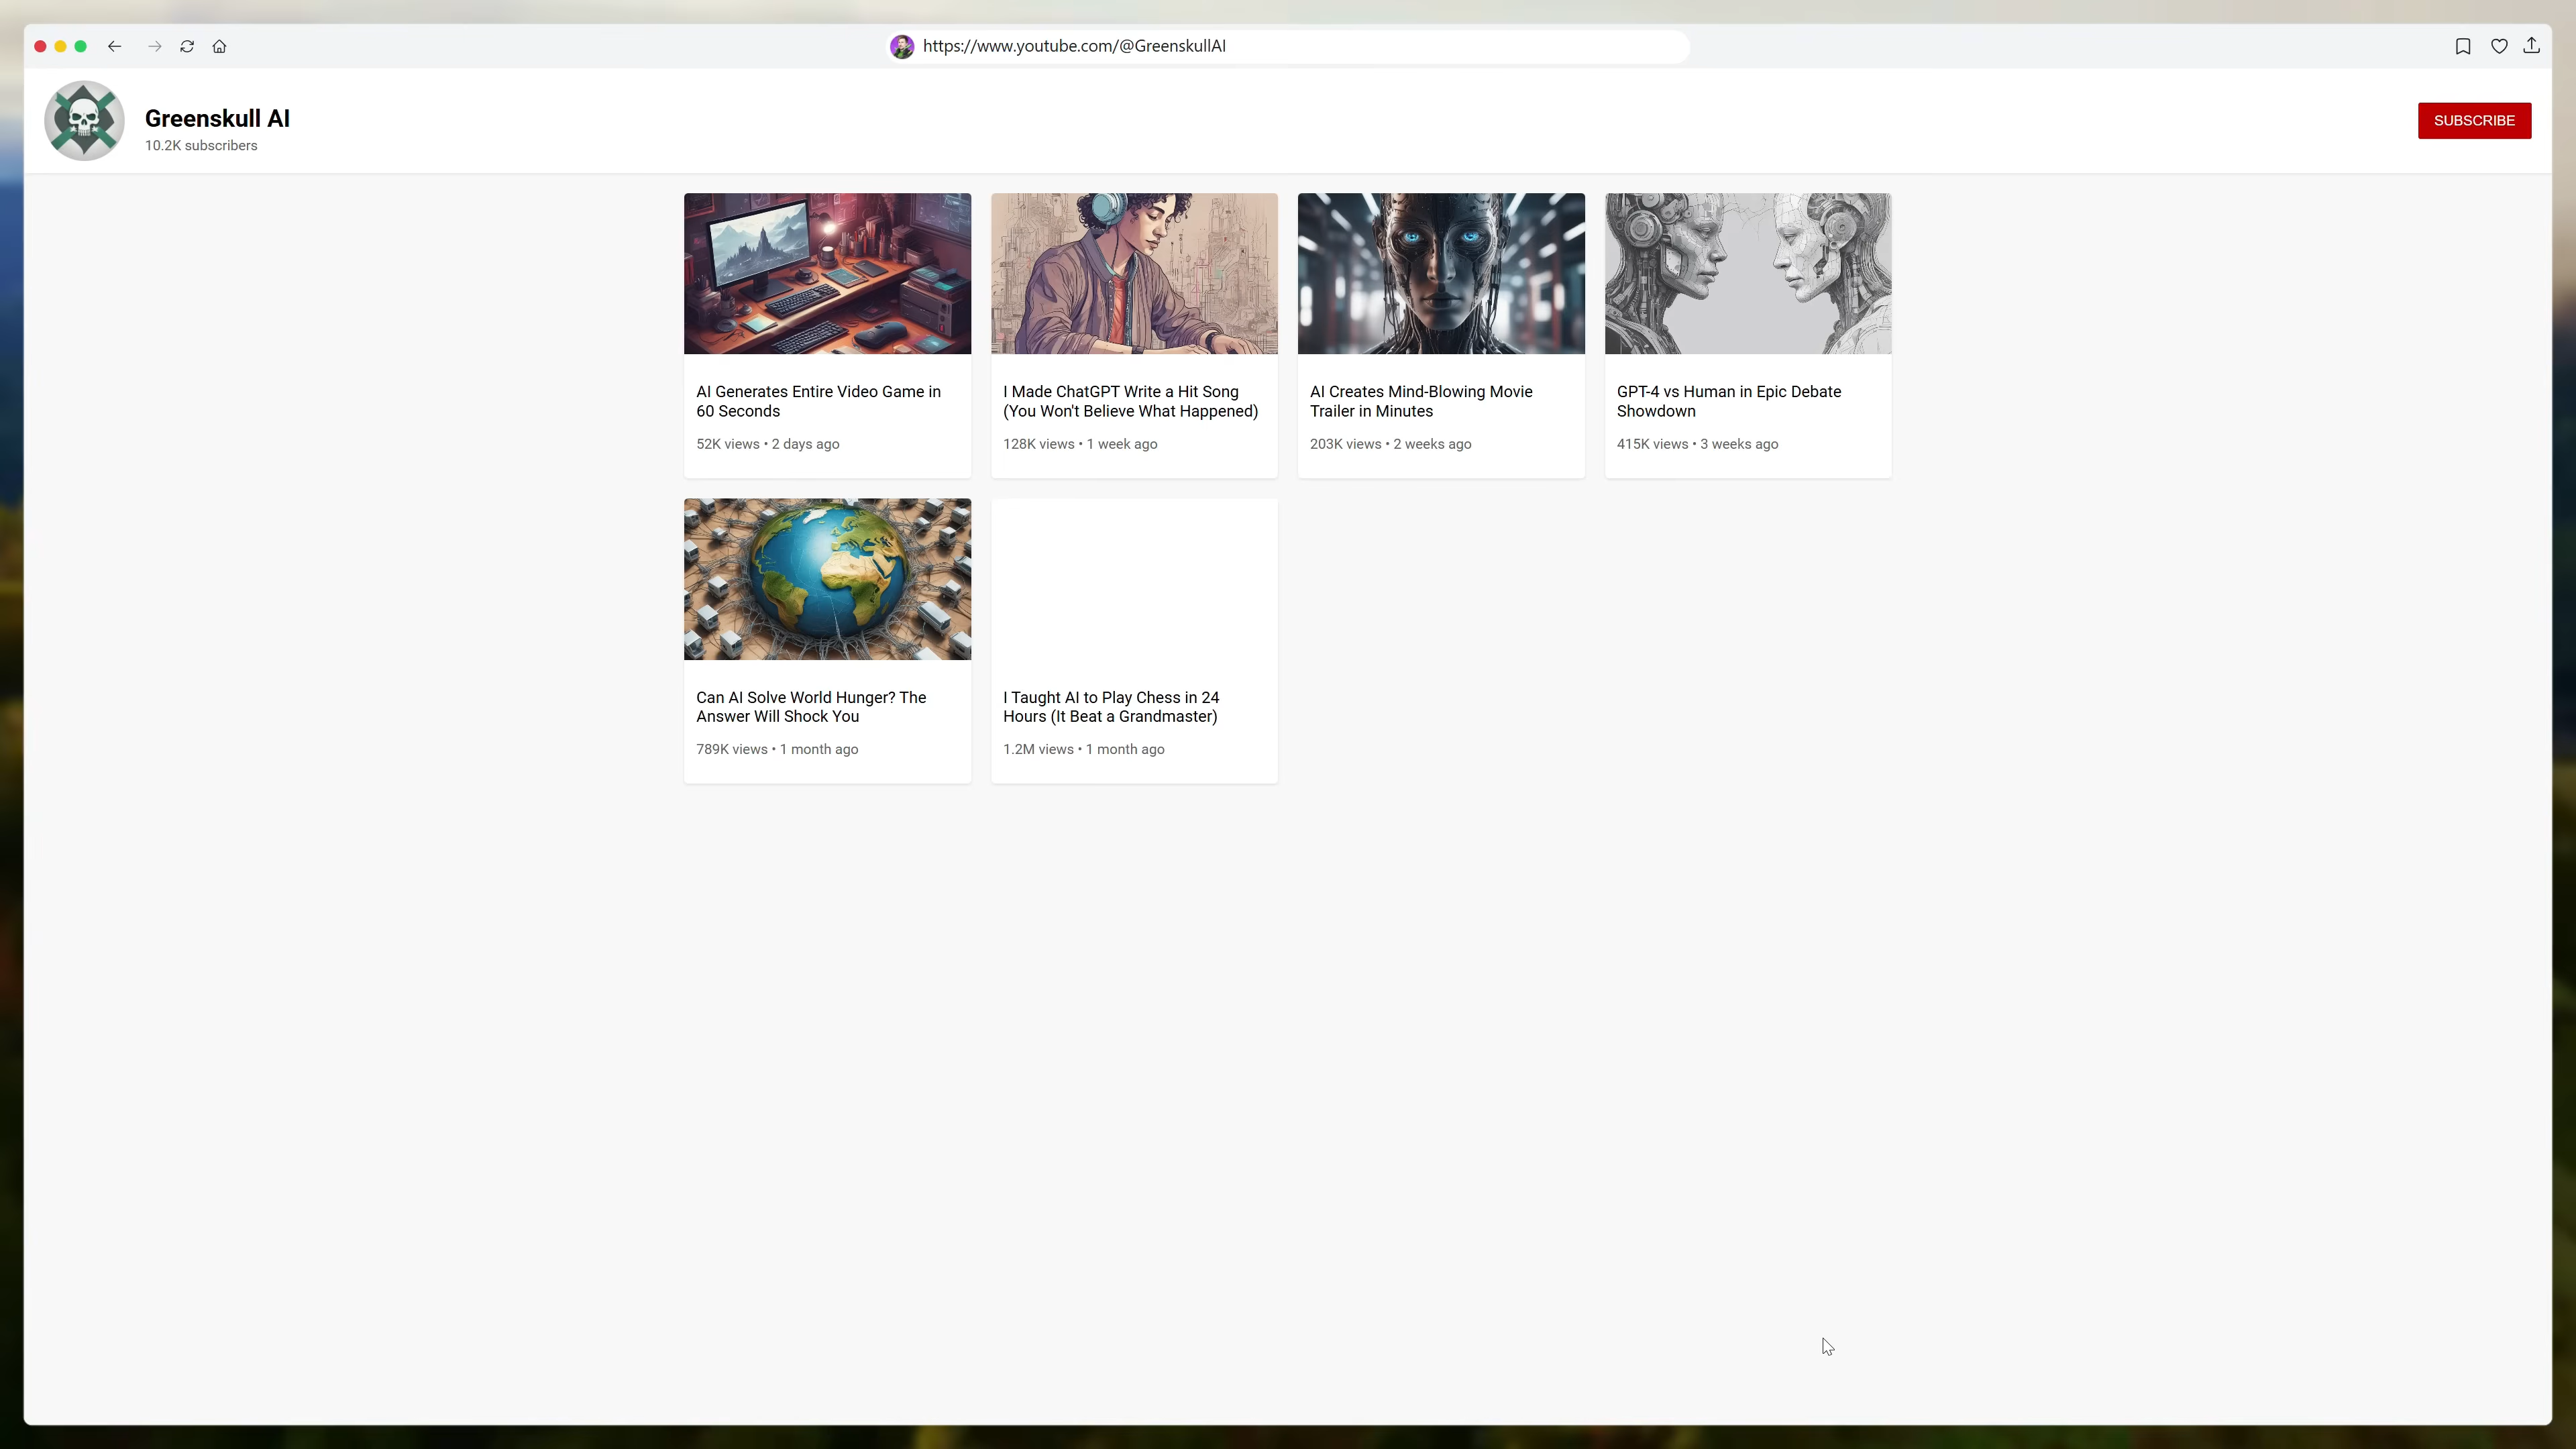 https://www.youtube.com/@GreenskullAI
Greenskull AI
10.2K subscribers
SUBSCRIBE
AI Generates Entire Video Game in
60 Seconds
52K views • 2 days ago
I Made ChatGPT Write a Hit Song
(You Won't Believe What Happened)
128K views • 1 week ago
AI Creates Mind-Blowing Movie
Trailer in Minutes
203K views • 2 weeks ago
GPT-4 vs Human in Epic Debate
Showdown
415K views • 3 weeks ago
Can AI Solve World Hunger? The
Answer Will Shock You
789K views • 1 month ago
I Taught AI to Play Chess in 24
Hours (It Beat a Grandmaster)
1.2M views • 1 month ago